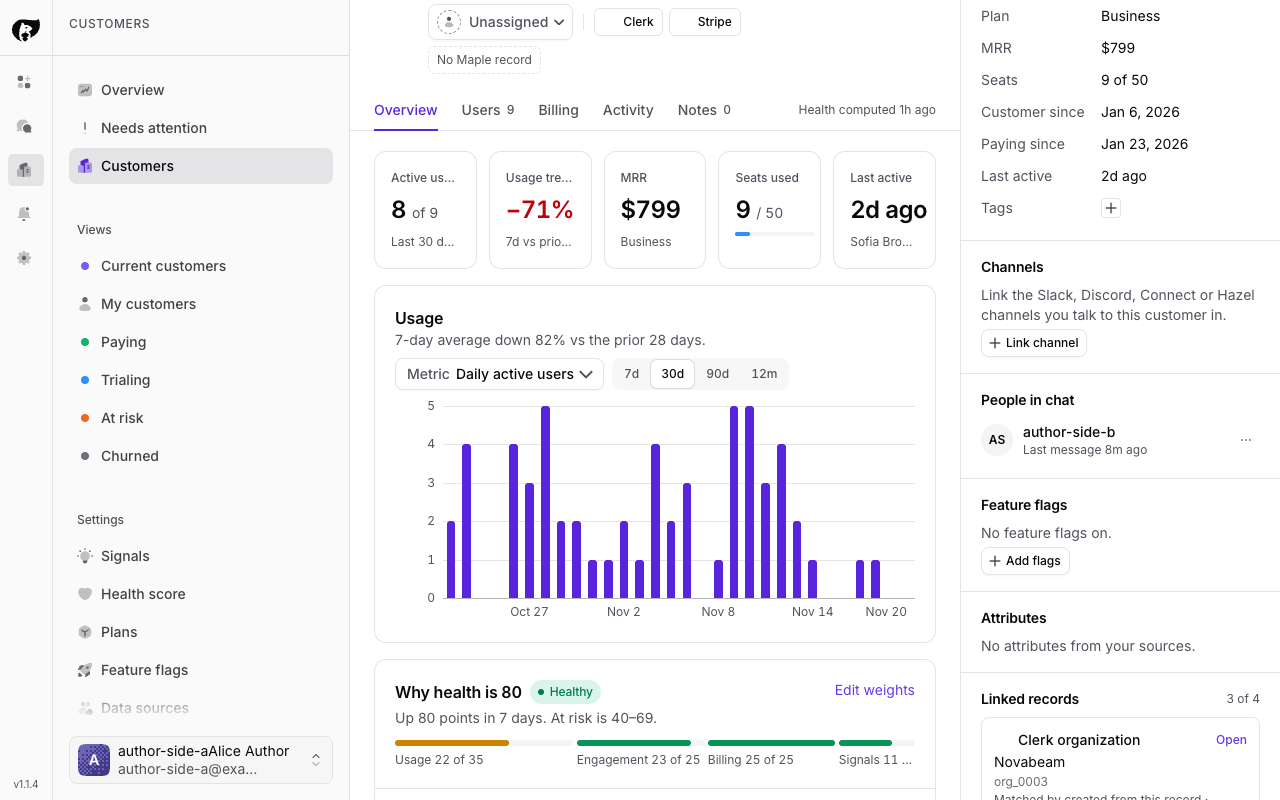 CUSTOMERS
Overview
Needs attention
Customers
Views
Current customers
My customers
Paying
Trialing
At risk
Churned
Settings
Signals
Health score
Plans
Feature flags
Data sources
A
author-side-aAlice Author
author-side-a@exa...
v1.1.4
Unassigned
Clerk
Stripe
No Maple record
Overview
Users 9
Billing
Activity
Notes 0
Health computed 1h ago
Active us...
8 of 9
Last 30 d...
Usage tre...
−71%
7d vs prio...
MRR
$799
Business
Seats used
9 / 50
Last active
2d ago
Sofia Bro...
Usage
7-day average down 82% vs the prior 28 days.
Metric Daily active users
7d
30d
90d
12m
5
4
3
2
1
0
Oct 27
Nov 2
Nov 8
Nov 14
Nov 20
Why health is 80
Healthy
Edit weights
Up 80 points in 7 days. At risk is 40–69.
Usage 22 of 35
Engagement 23 of 25
Billing 25 of 25
Signals 11 ...
Plan Business
MRR $799
Seats 9 of 50
Customer since Jan 6, 2026
Paying since Jan 23, 2026
Last active 2d ago
Tags
Channels
Link the Slack, Discord, Connect or Hazel
channels you talk to this customer in.
Link channel
People in chat
AS
author-side-b
Last message 8m ago
Feature flags
No feature flags on.
Add flags
Attributes
No attributes from your sources.
Linked records
3 of 4
Clerk organization
Open
Novabeam
org_0003
Matched by created from this record ·